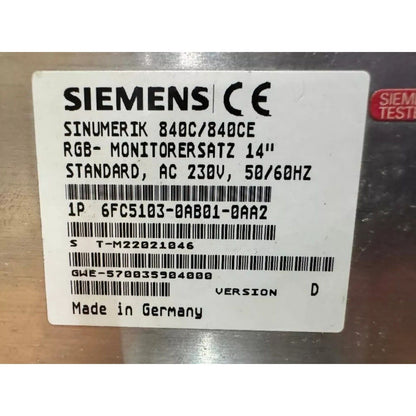 SIEMENS CE
SINUMERIK 840C/840CE
RGB- MONITORERSATZ 14"
STANDARD, AC 230V, 50/60HZ
1P 6FC5103-0AB01-0AA2
S T-M22021046
GWE-570035904000
VERSION D
Made in Germany
SIEM
TESTE